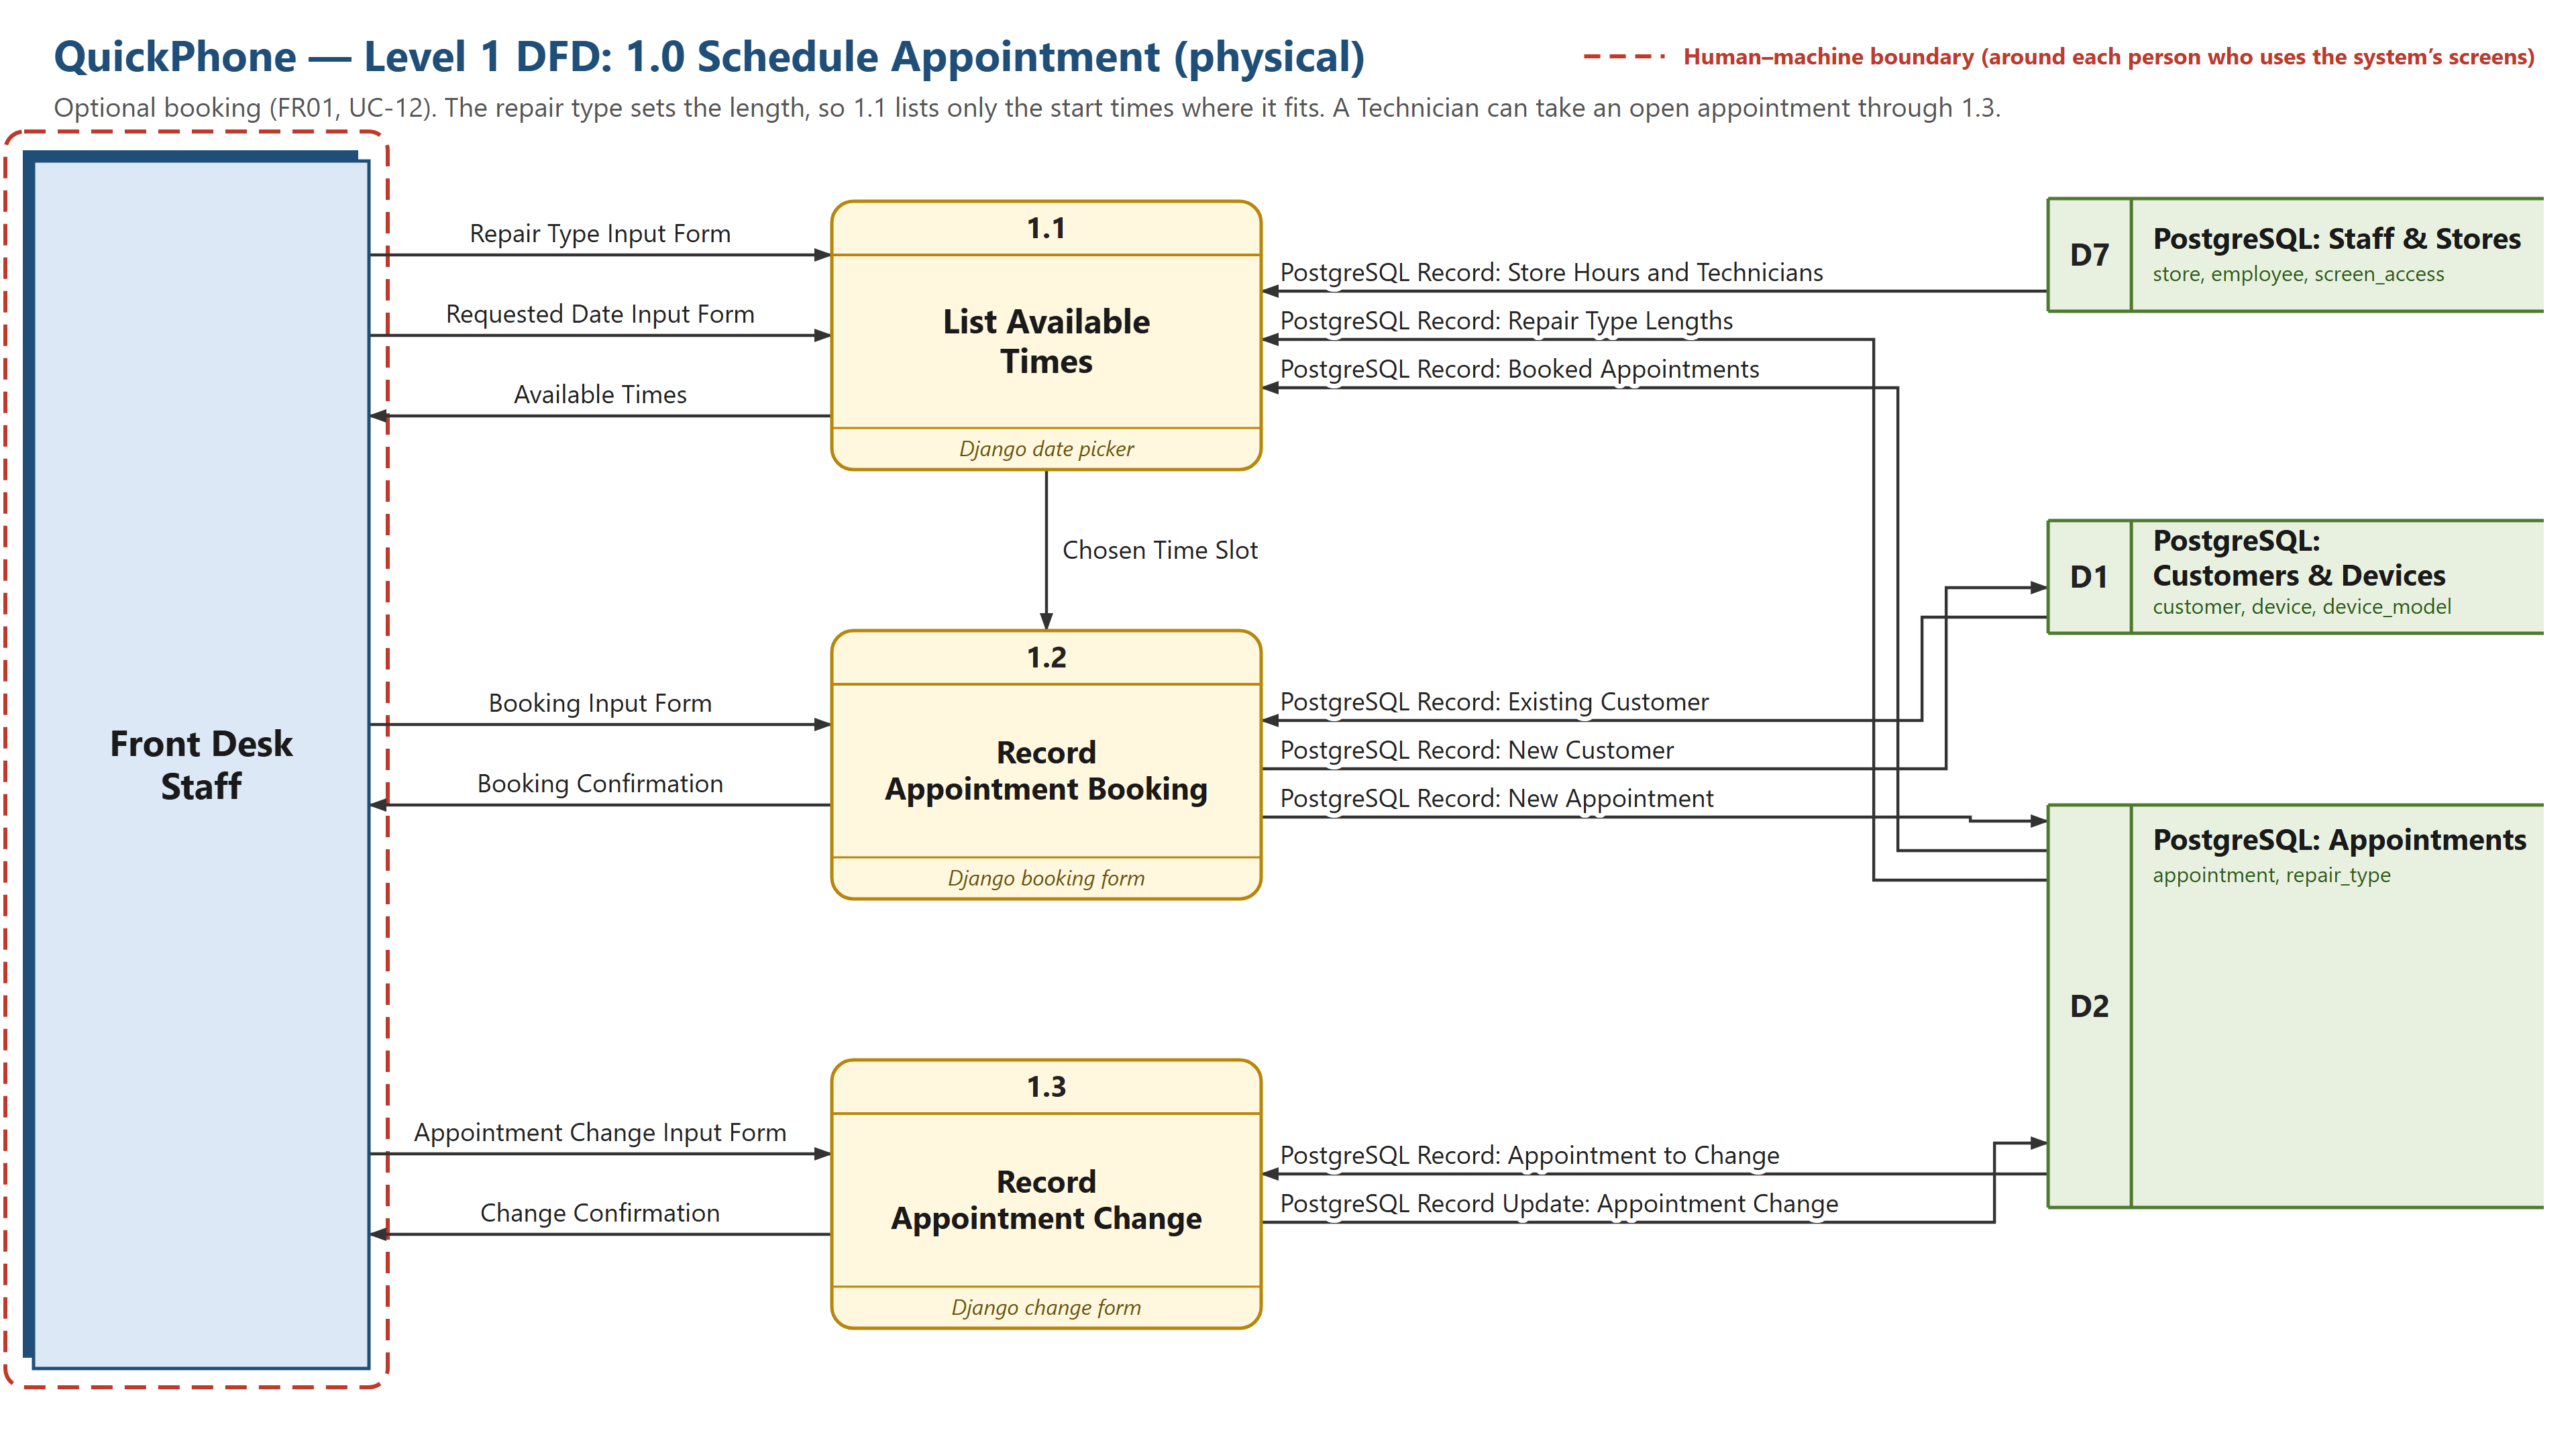 QuickPhone — Level 1 DFD: 1.0 Schedule Appointment (physical)
Human–machine boundary (around each person who uses the system’s screens)
Optional booking (FR01, UC-12). The repair type sets the length, so 1.1 lists only the start times where it fits. A Technician can take an open appointment through 1.3.
Front Desk
Staff
Repair Type Input Form
Requested Date Input Form
Available Times
1.1
List Available
Times
Django date picker
PostgreSQL Record: Store Hours and Technicians
PostgreSQL Record: Repair Type Lengths
PostgreSQL Record: Booked Appointments
D7
PostgreSQL: Staff & Stores
store, employee, screen_access
Chosen Time Slot
D1
PostgreSQL:
Customers & Devices
customer, device, device_model
Booking Input Form
Booking Confirmation
1.2
Record
Appointment Booking
Django booking form
PostgreSQL Record: Existing Customer
PostgreSQL Record: New Customer
PostgreSQL Record: New Appointment
D2
PostgreSQL: Appointments
appointment, repair_type
Appointment Change Input Form
Change Confirmation
1.3
Record
Appointment Change
Django change form
PostgreSQL Record: Appointment to Change
PostgreSQL Record Update: Appointment Change